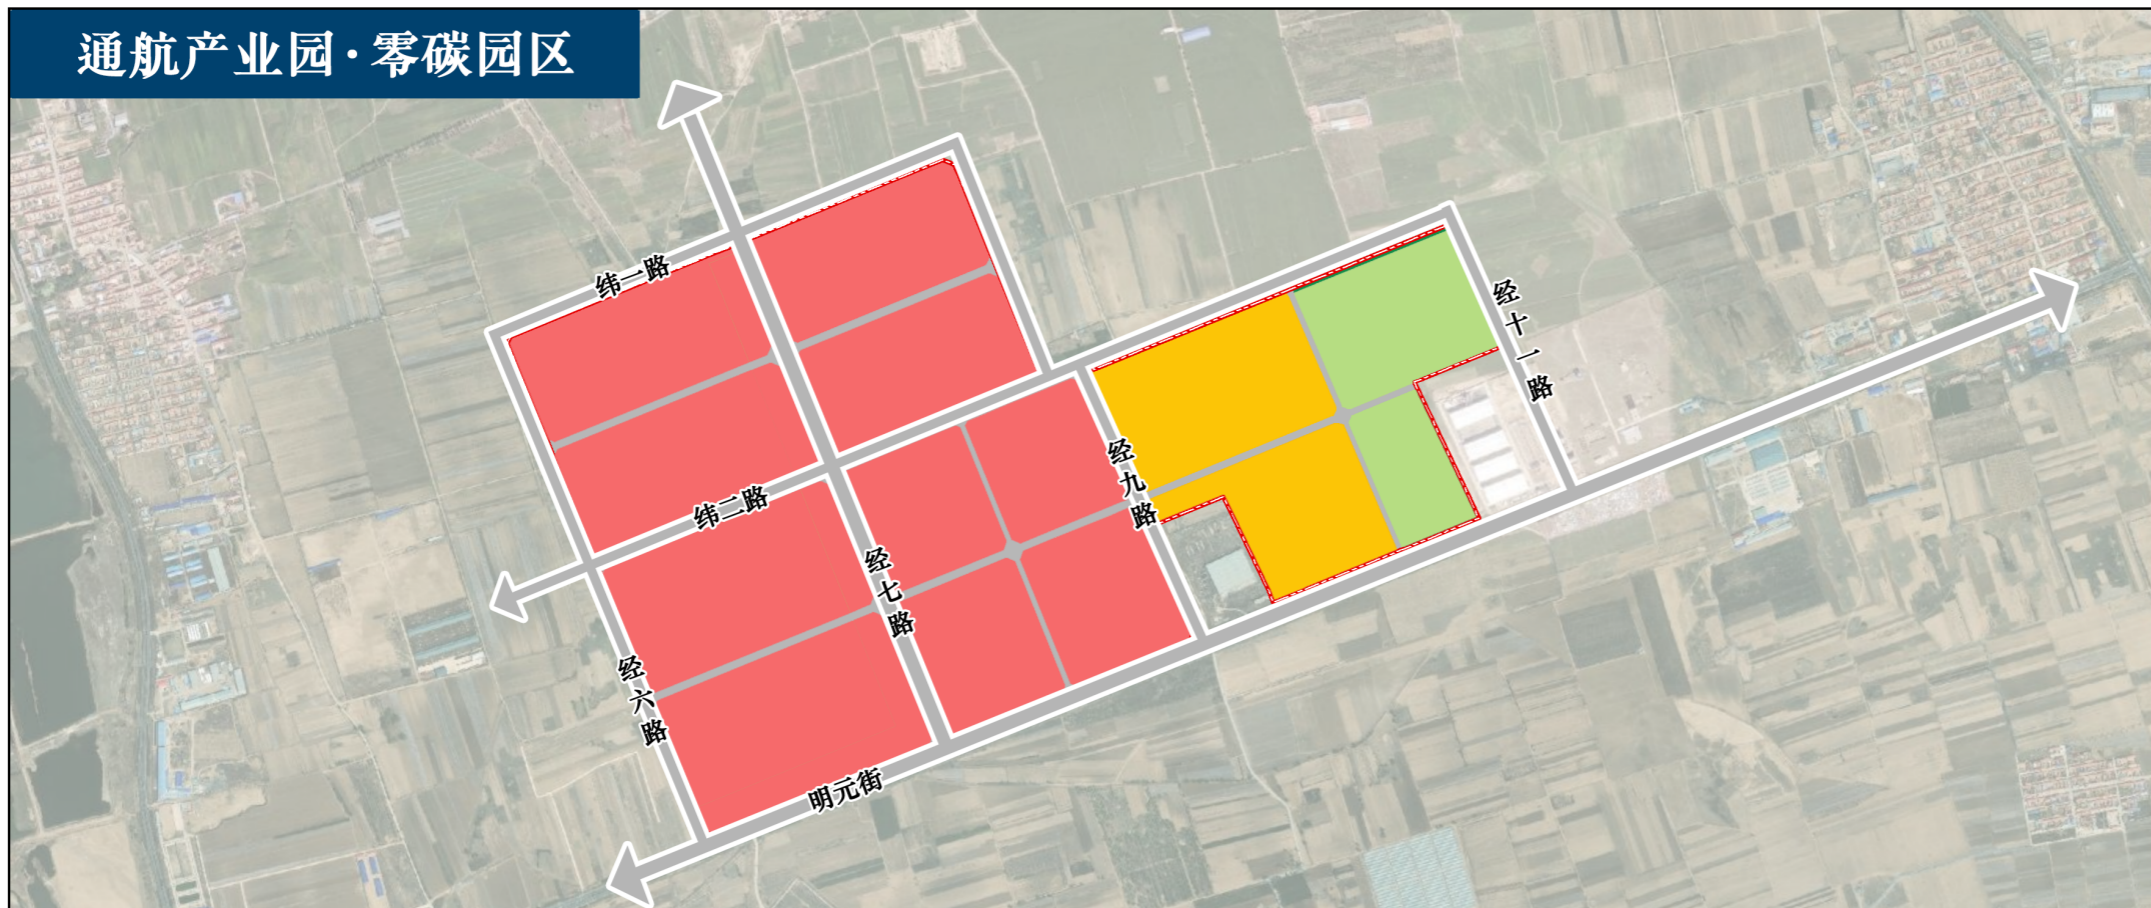 通航产业园·零碳园区
纬一路
经十一路
经九路
纬二路
经七路
经六路
明元街